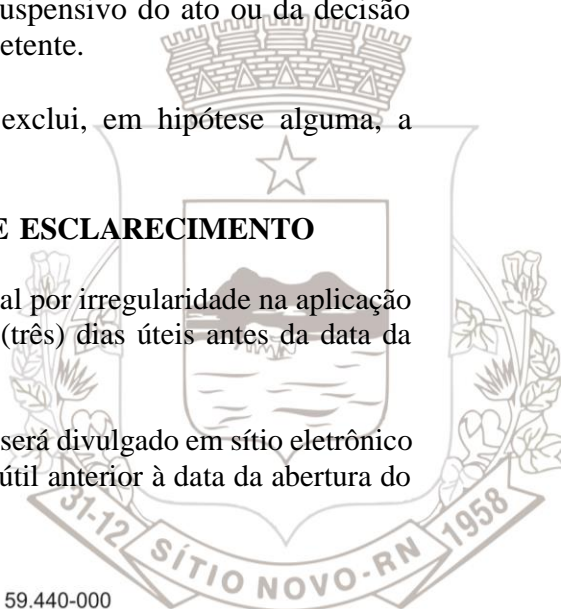 uspensivo do ato ou da decisão
etente.
exclui, em hipótese alguma, a
E ESCLARECIMENTO
al por irregularidade na aplicação
(três) dias úteis antes da data da
será divulgado em sítio eletrônico
útil anterior à data da abertura do
31-12 SÍTIO NOVO-RN 1958
59.440-000